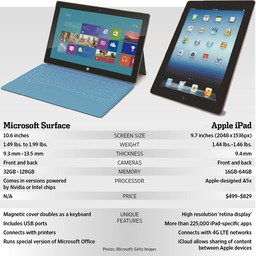 Microsoft Surface
Apple iPad
10.6 inches SCREEN SIZE 9.7 inches (2048 x1536px)
1.49 lbs. to 1.99 lbs. WEIGHT 1.44 lbs.-1.46 lbs.
9.3 mm-13.5 mm THICKNESS 9.4mm
Front and back CAMERAS Front and back
32GB-128GB MEMORY 16GB-64GB
Comes in versions powered PROCESSOR Apple-designed A5x
by Nvidia or Intel chips
N/A PRICE $499-$829
Magnetic cover doubles as a keyboard UNIQUE High resolution 'retina display'
Includes USB ports FEATURES More than 225,000 iPad-specific apps
Connects with printers Connects with 4G LTE networks
Runs special version of Microsoft Office iCloud allows sharing of content
between Apple devices
Photos: Microsoft; Getty Images